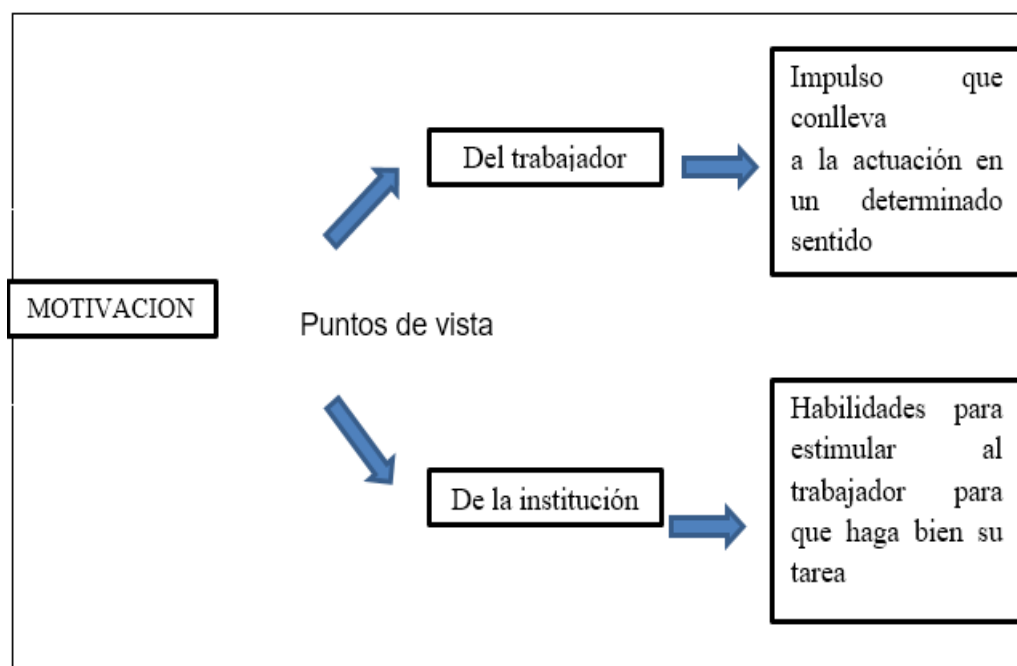 MOTIVACION
Puntos de vista
Del trabajador
Impulso que
conlleva
a la actuación en
un determinado
sentido
De la institución
Habilidades para
estimular al
trabajador para
que haga bien su
tarea